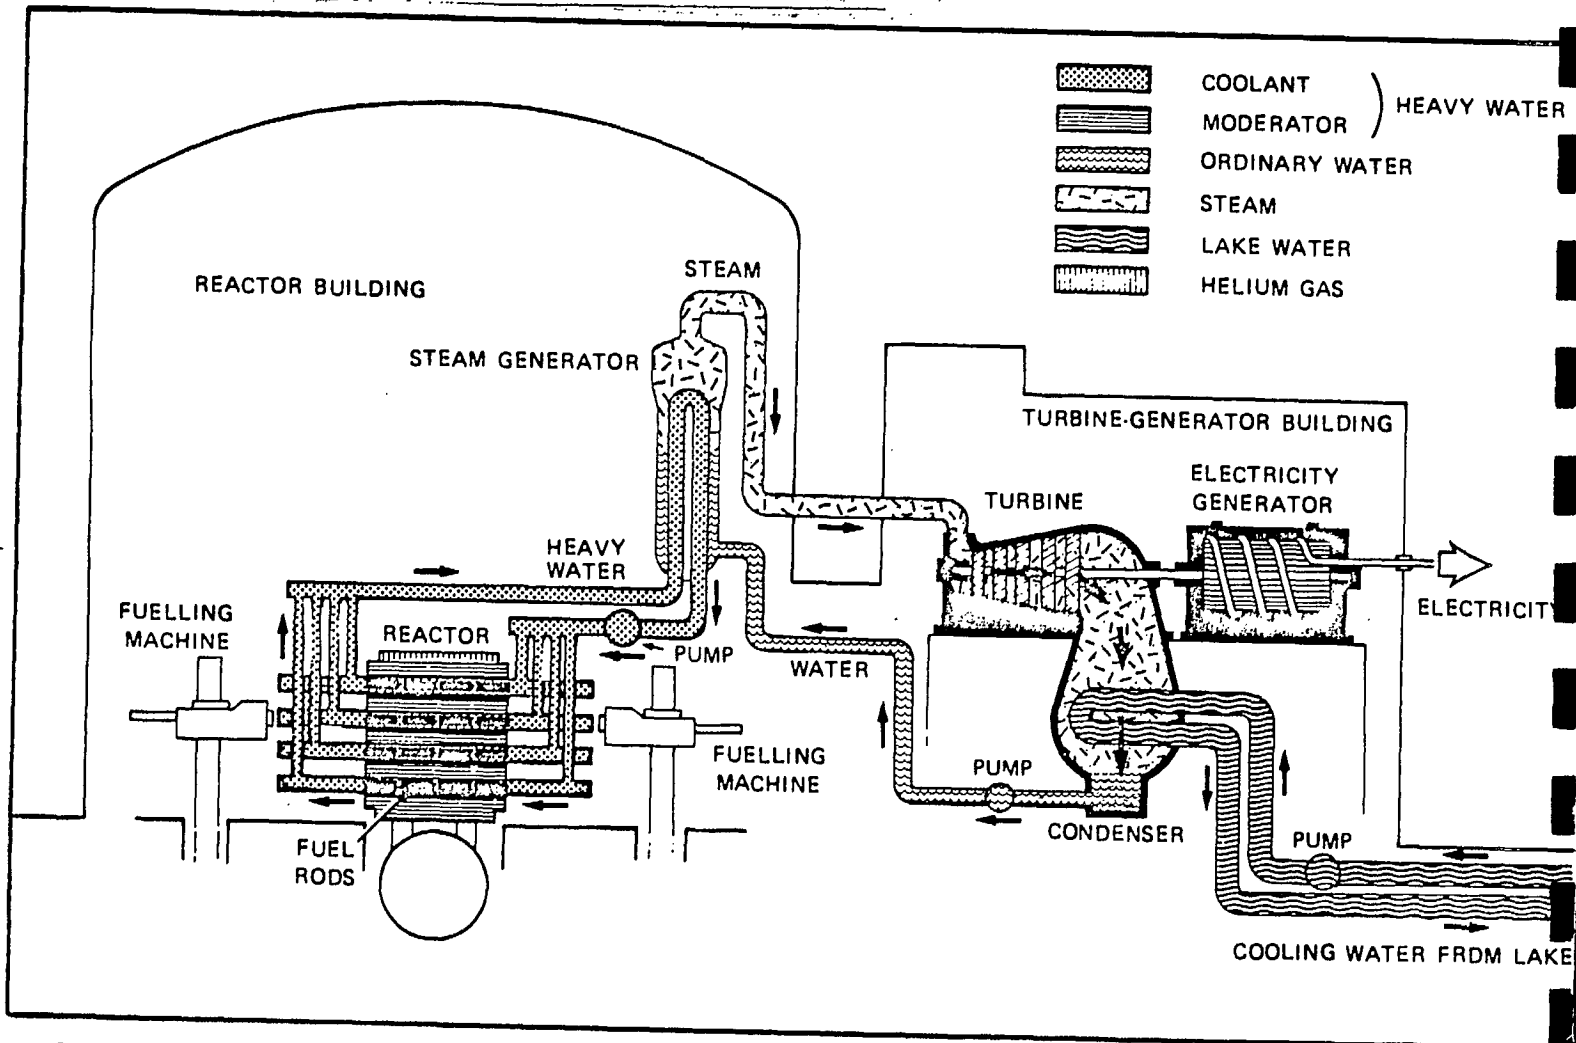 COOLANT
MODERATOR
HEAVY WATER
ORDINARY WATER
STEAM
LAKE WATER
HELIUM GAS
REACTOR BUILDING
STEAM
STEAM GENERATOR
TURBINE-GENERATOR BUILDING
ELECTRICITY
GENERATOR
TURBINE
HEAVY
WATER
ELECTRICITY
FUELLING
MACHINE
REACTOR
PUMP
WATER
FUELLING
MACHINE
PUMP
CONDENSER
PUMP
FUEL
RODS
COOLING WATER FRDM LAKE